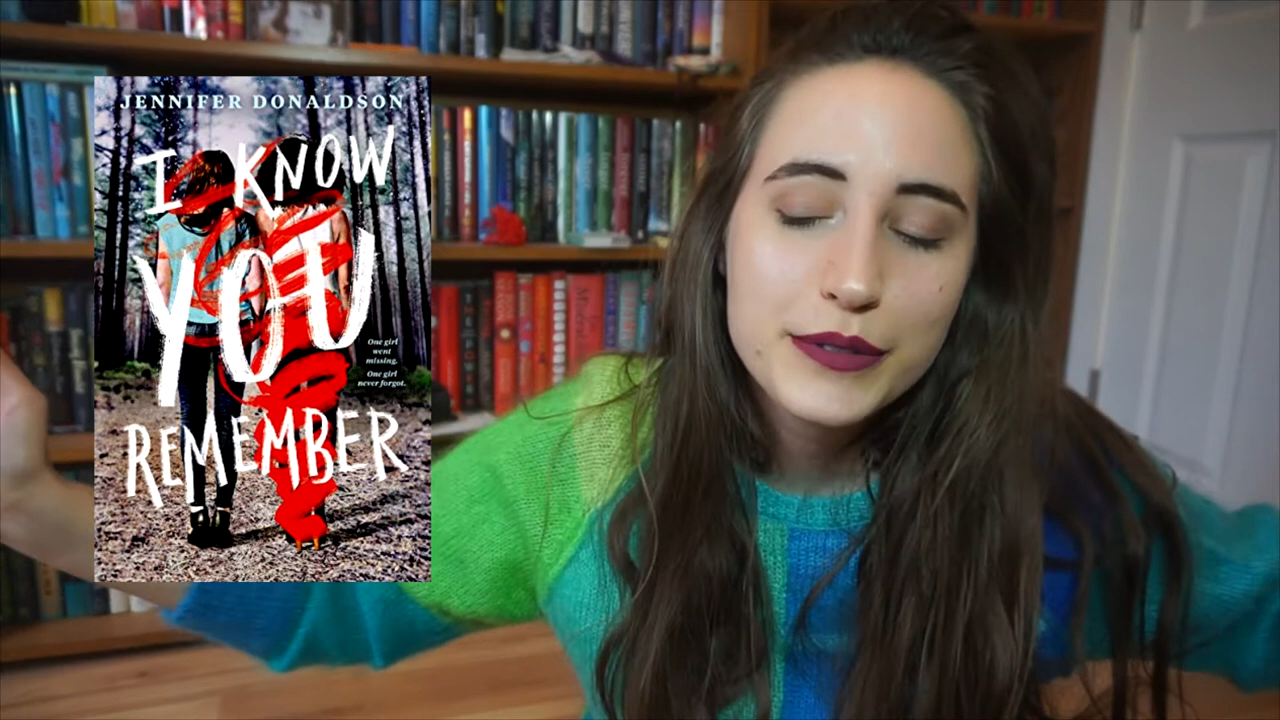 JENNIFER DONALDSON
I KNOW
YOU
REMEMBER
One girl
went
missing.
One girl
never forgot.